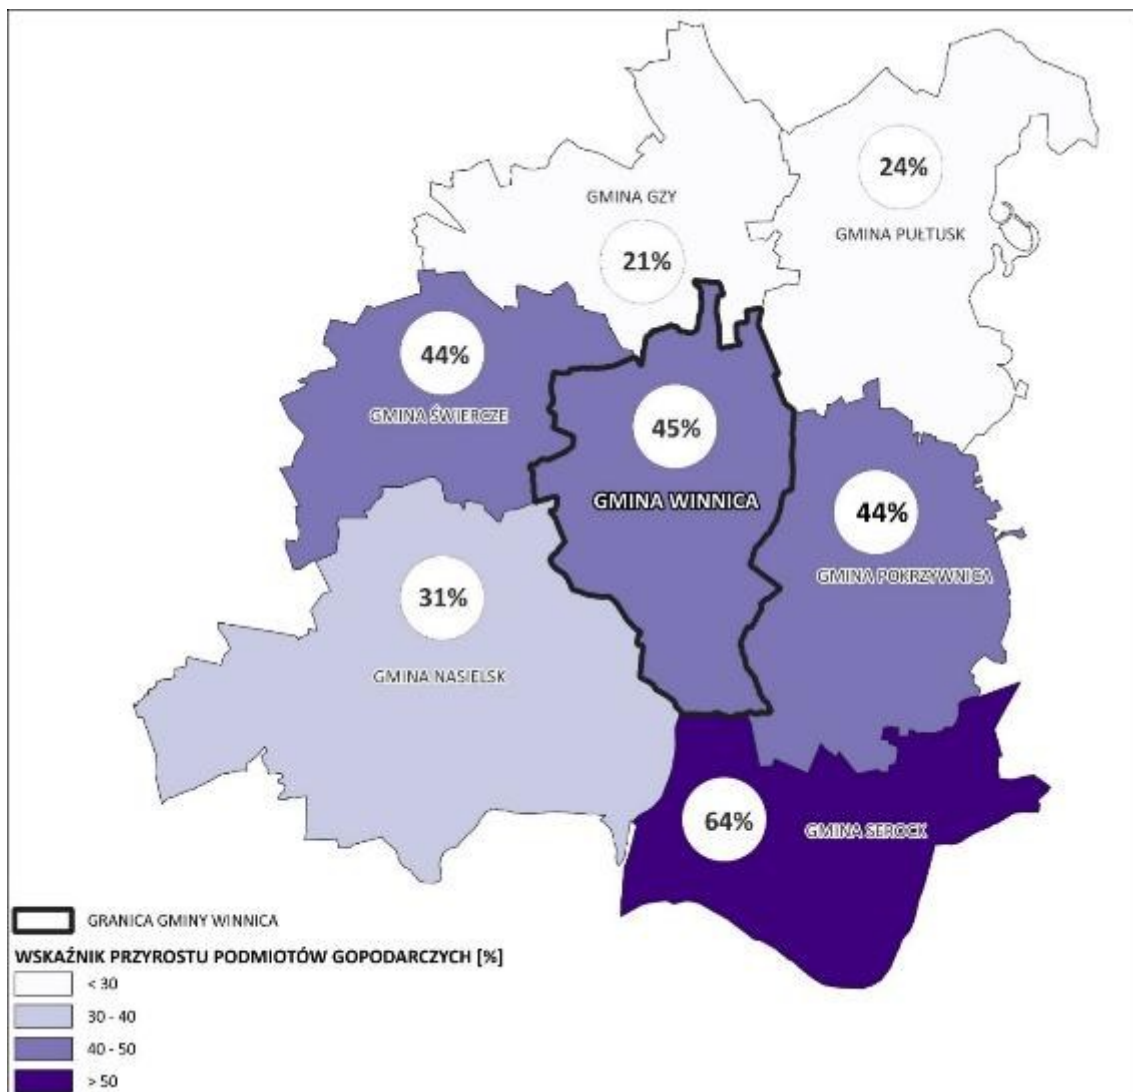 24%
GMINA GZY
GMINA PUŁTUSK
21%
44%
GMINA ŚWIERCZE
45%
GMINA WINNICA
44%
GMINA POKRZYWNICA
31%
GMINA NASIELSK
64%
GMINA SEROCK
GRANICA GMINY WINNICA
WSKAŹNIK PRZYROSTU PODMIOTÓW GOPODARCZYCH [%]
< 30
30 - 40
40 - 50
> 50